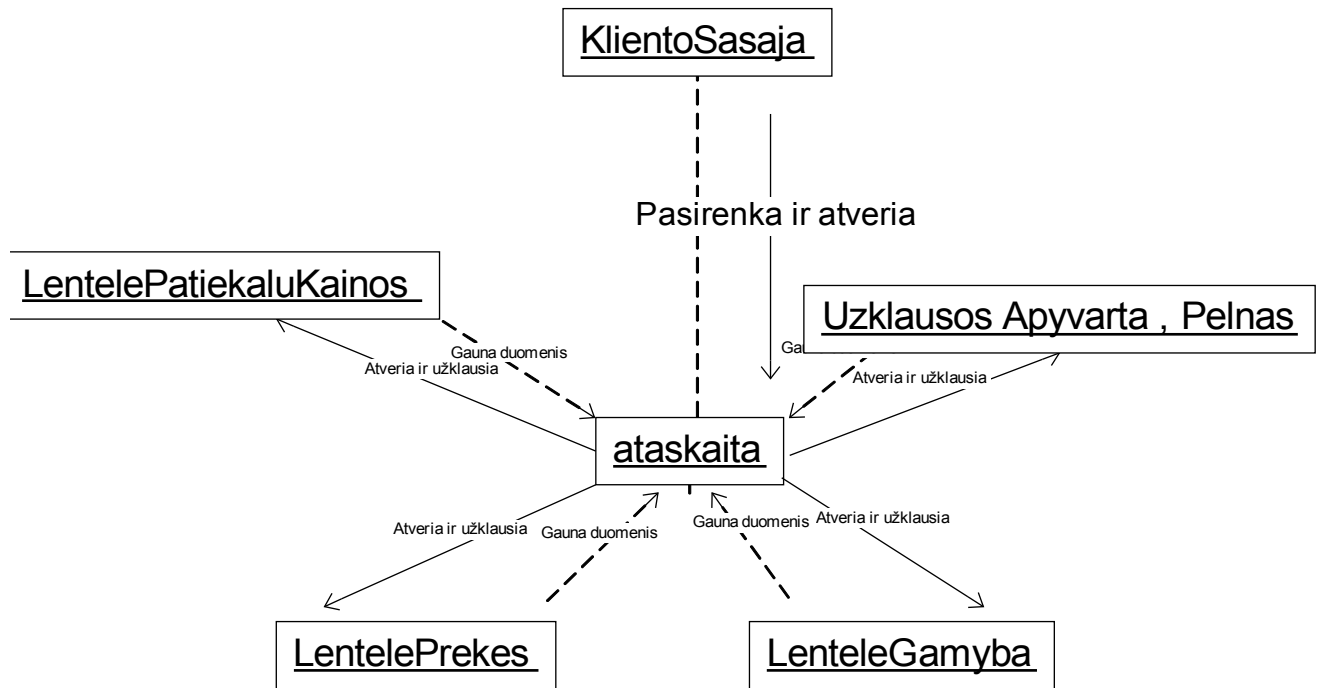 KlientoSasaja
Pasirenka ir atveria
LentelePatiekaluKainos
Uzklausos Apyvarta , Pelnas
Gauna duomenis
Atveria ir užklausia
Atveria ir užklausia
ataskaita
Atveria ir užklausia
Gauna duomenis
Gauna duomenis
Atveria ir užklausia
LentelePrekes
LenteleGamyba